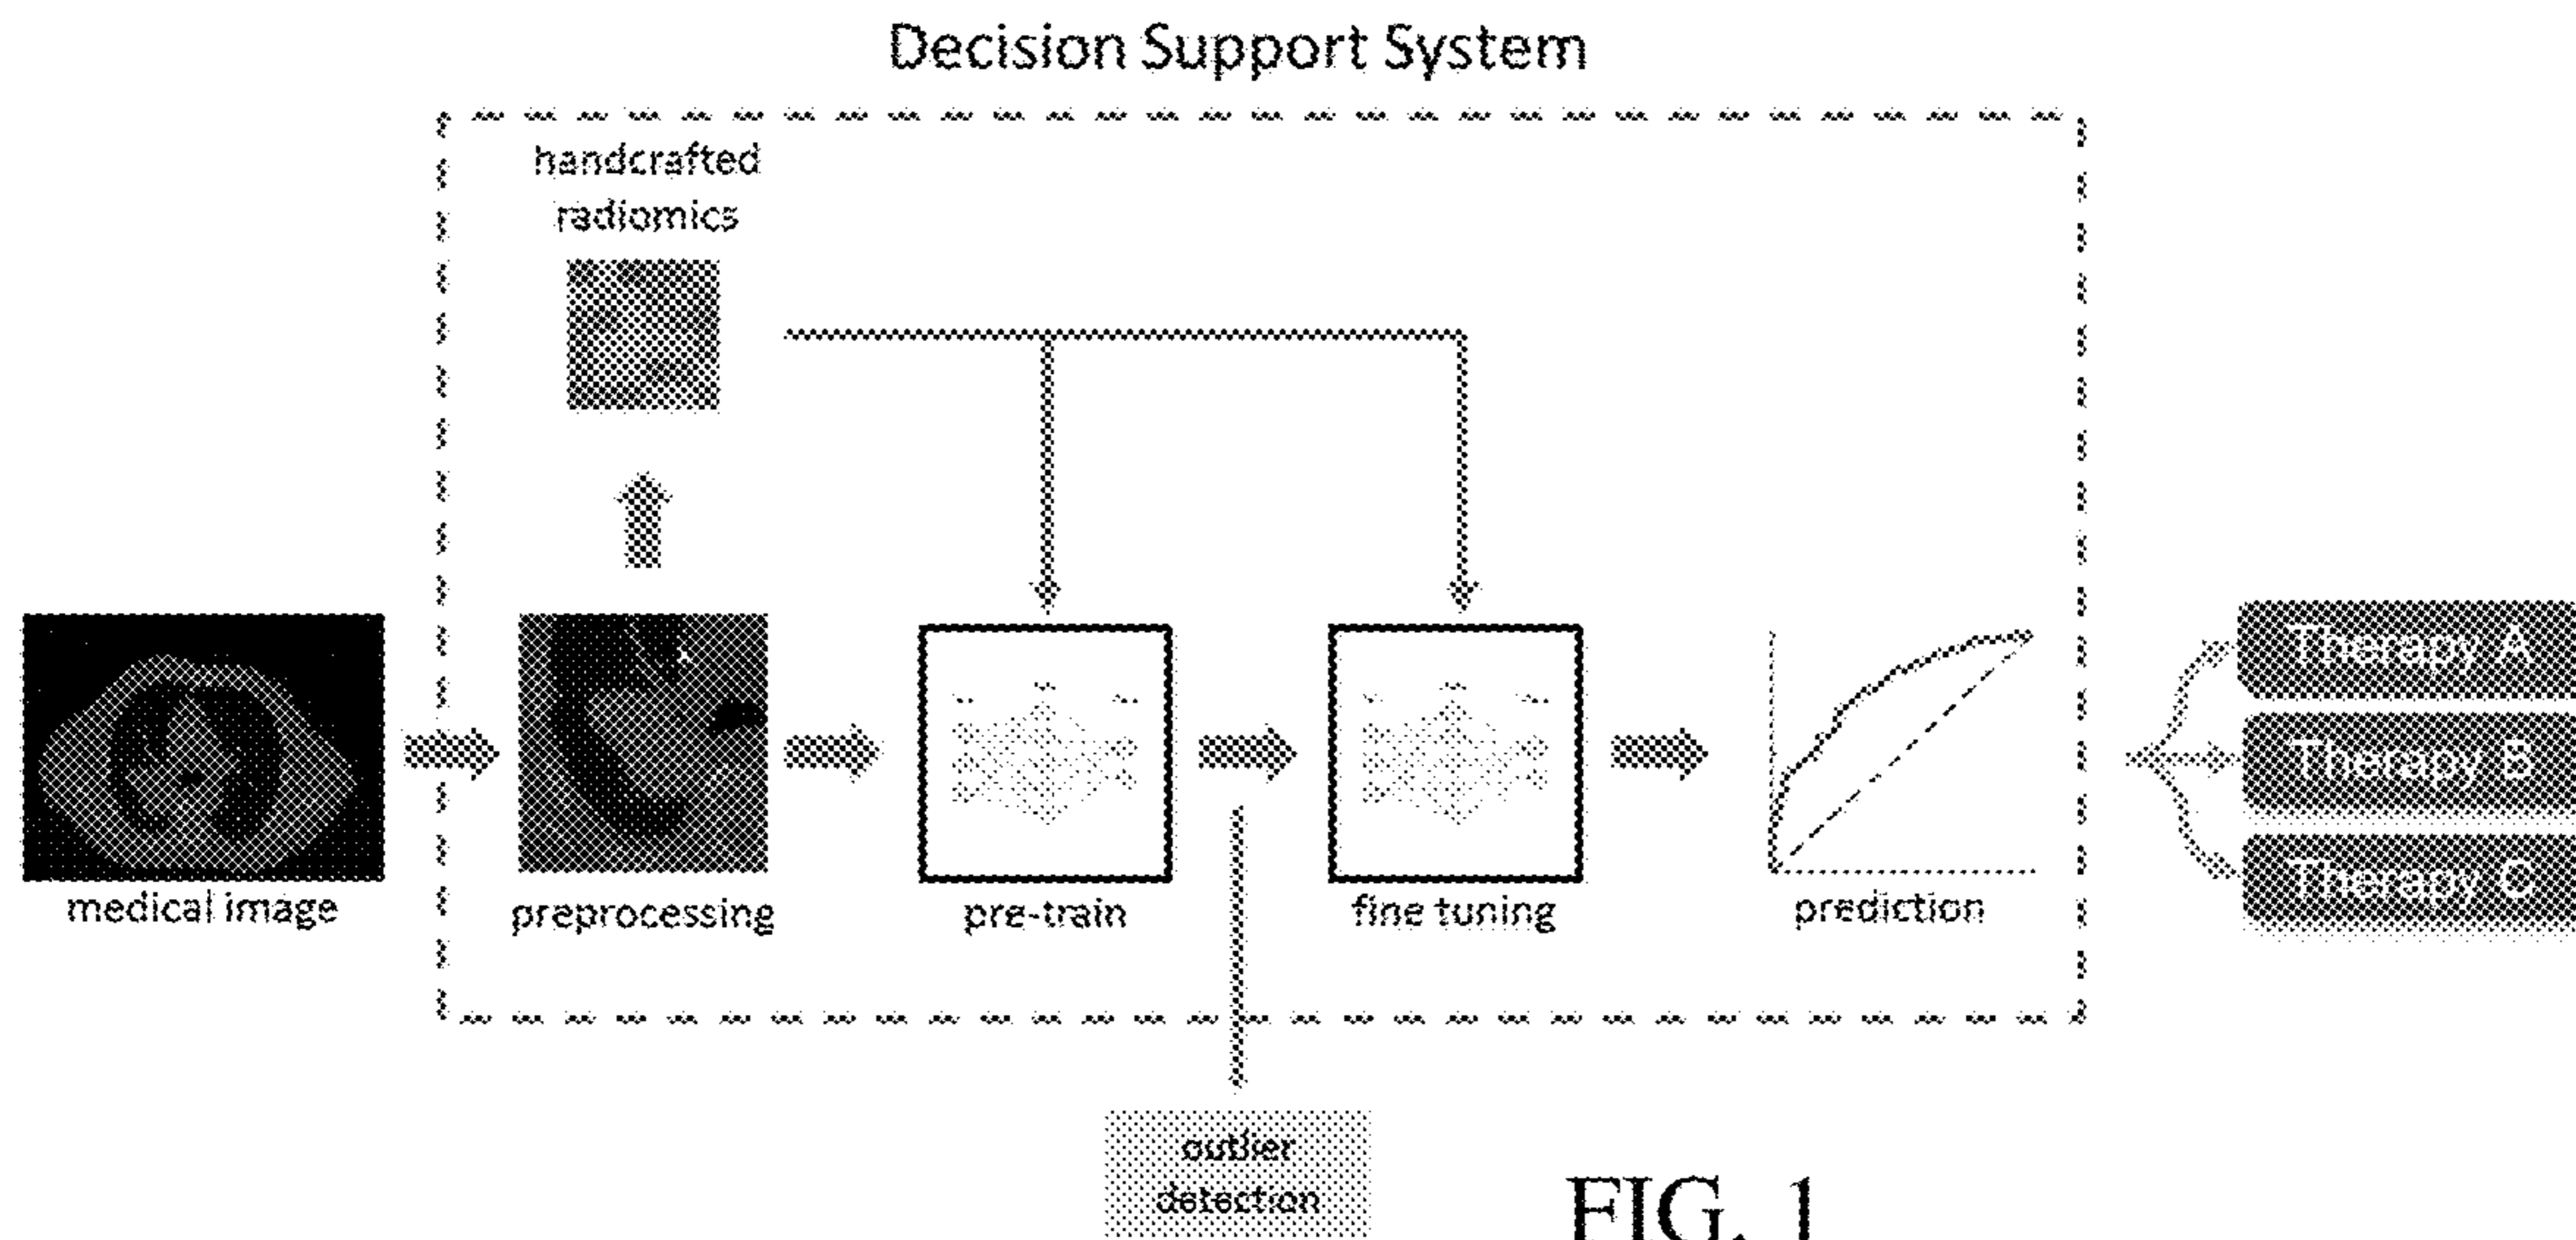 Decision Support System
handcrafted
radiomics
medical image
preprocessing
pre-train
fine tuning
prediction
Therapy A
Therapy B
Therapy C
outlier
detection
FIG. 1